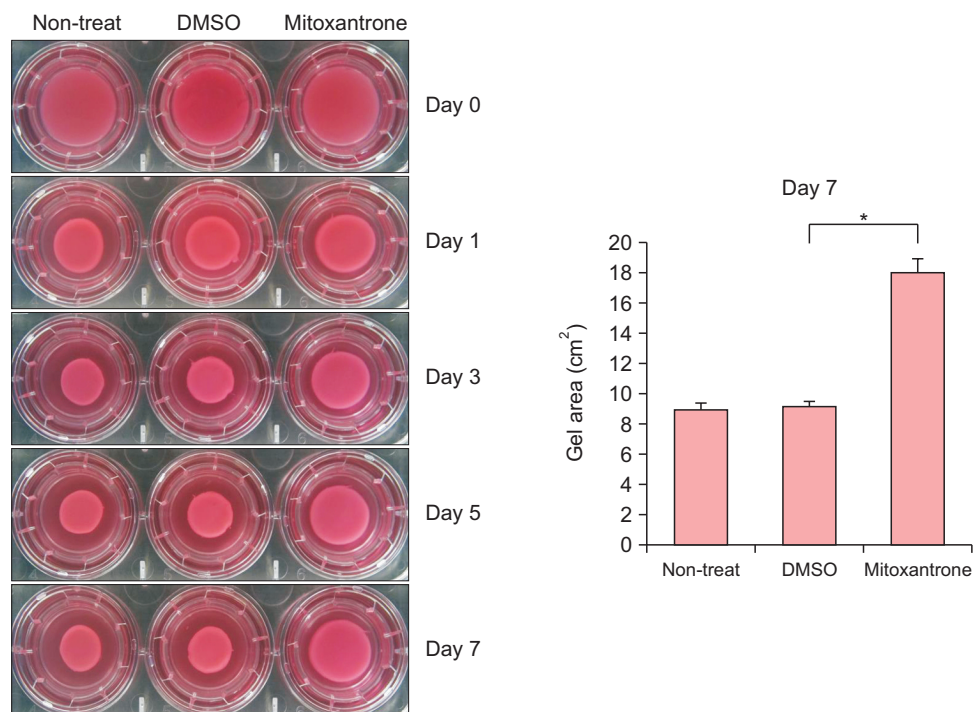 Non-treat DMSO Mitoxantrone
Day 0
Day 1
Day 3
Day 5
Day 7
Day 7
*
20
18
16
14
12
10
8
6
4
2
0
Gel area (cm²)
Non-treat DMSO Mitoxantrone